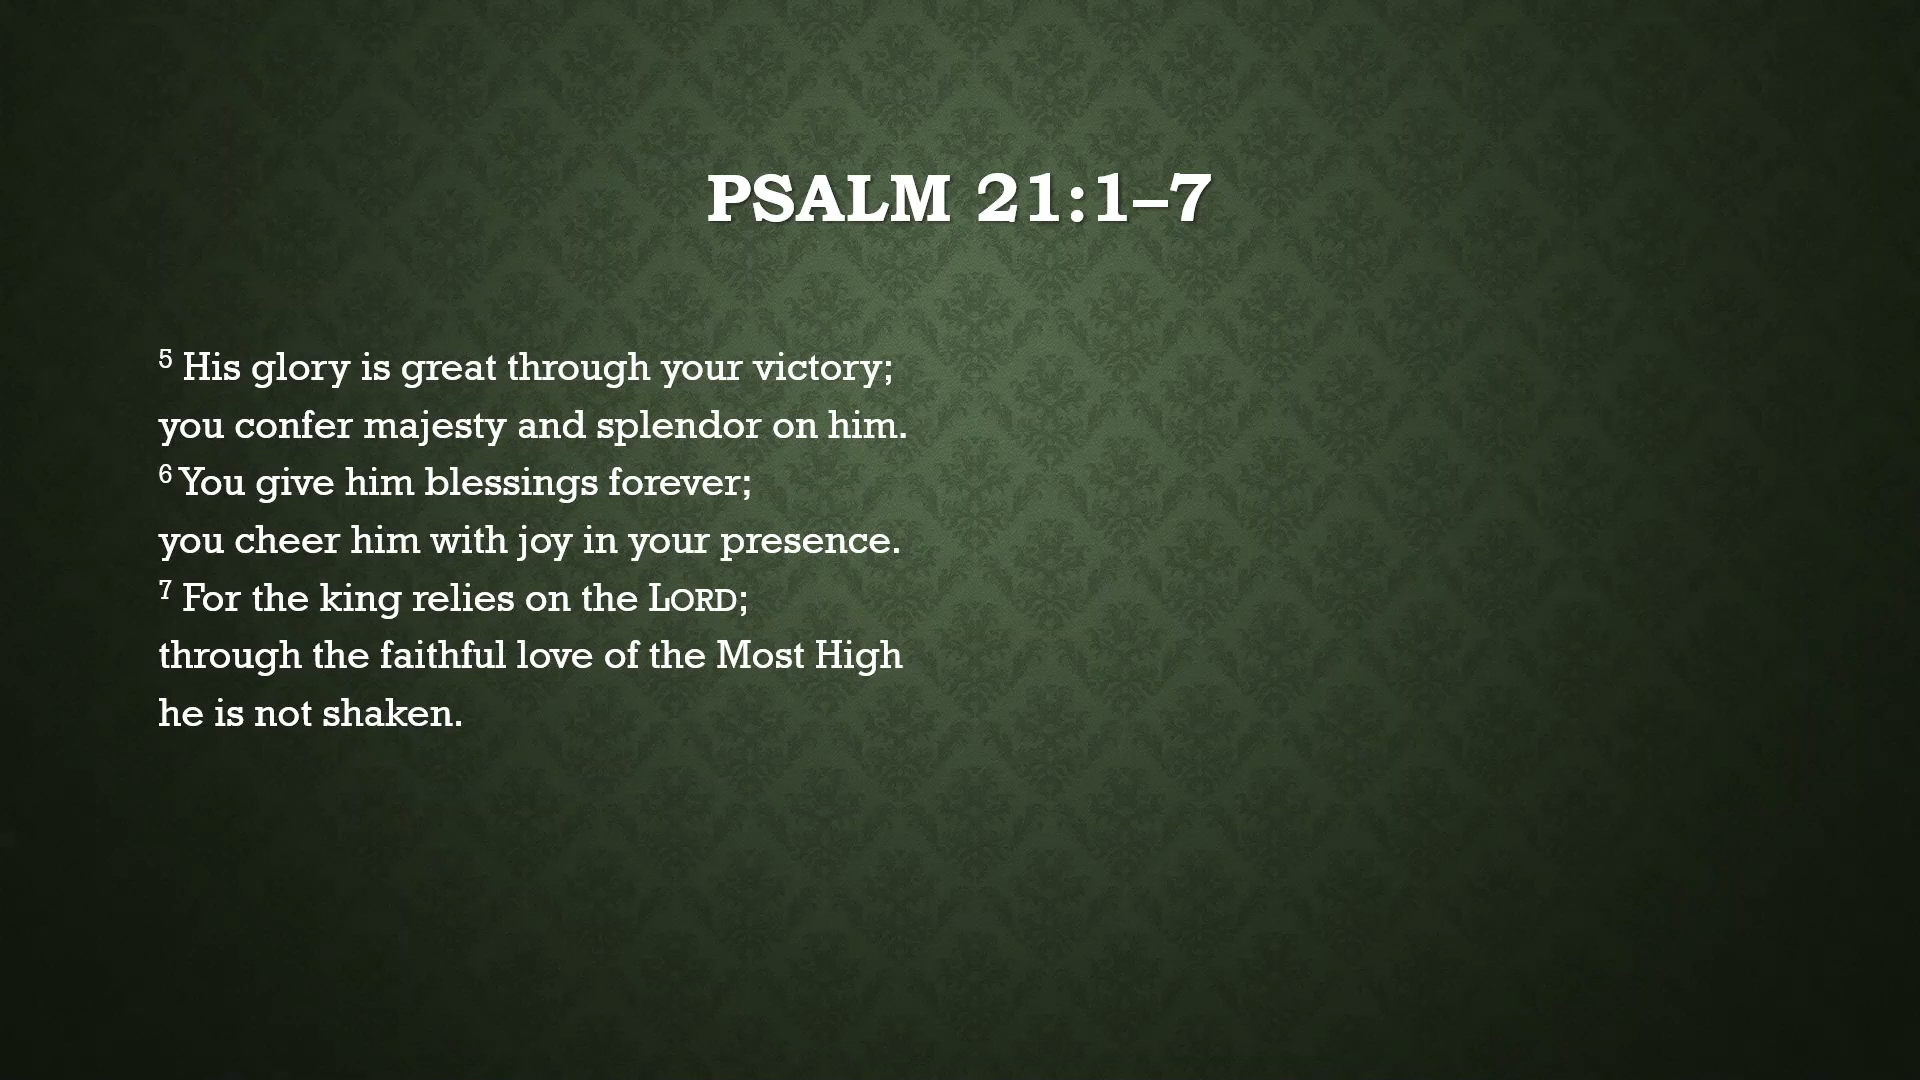 PSALM 21:1–7
5 His glory is great through your victory;
you confer majesty and splendor on him.
6 You give him blessings forever;
you cheer him with joy in your presence.
7 For the king relies on the LORD;
through the faithful love of the Most High
he is not shaken.